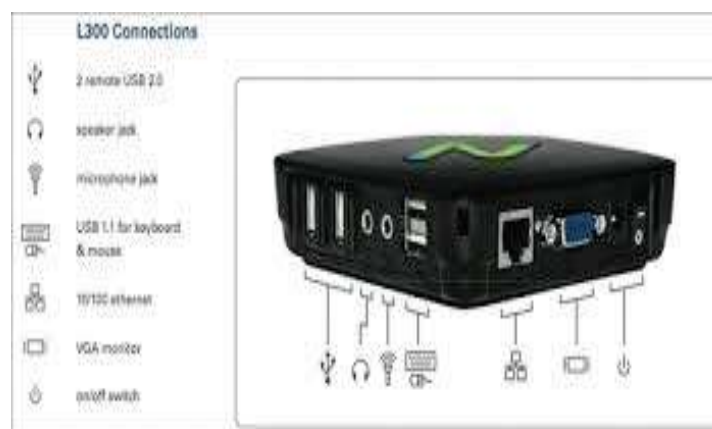 L300 Connections
2 remote USB 2.0
speaker jack
microphone jack
USB 1.1 for keyboard
& mouse
10/100 ethernet
VGA monitor
on/off switch